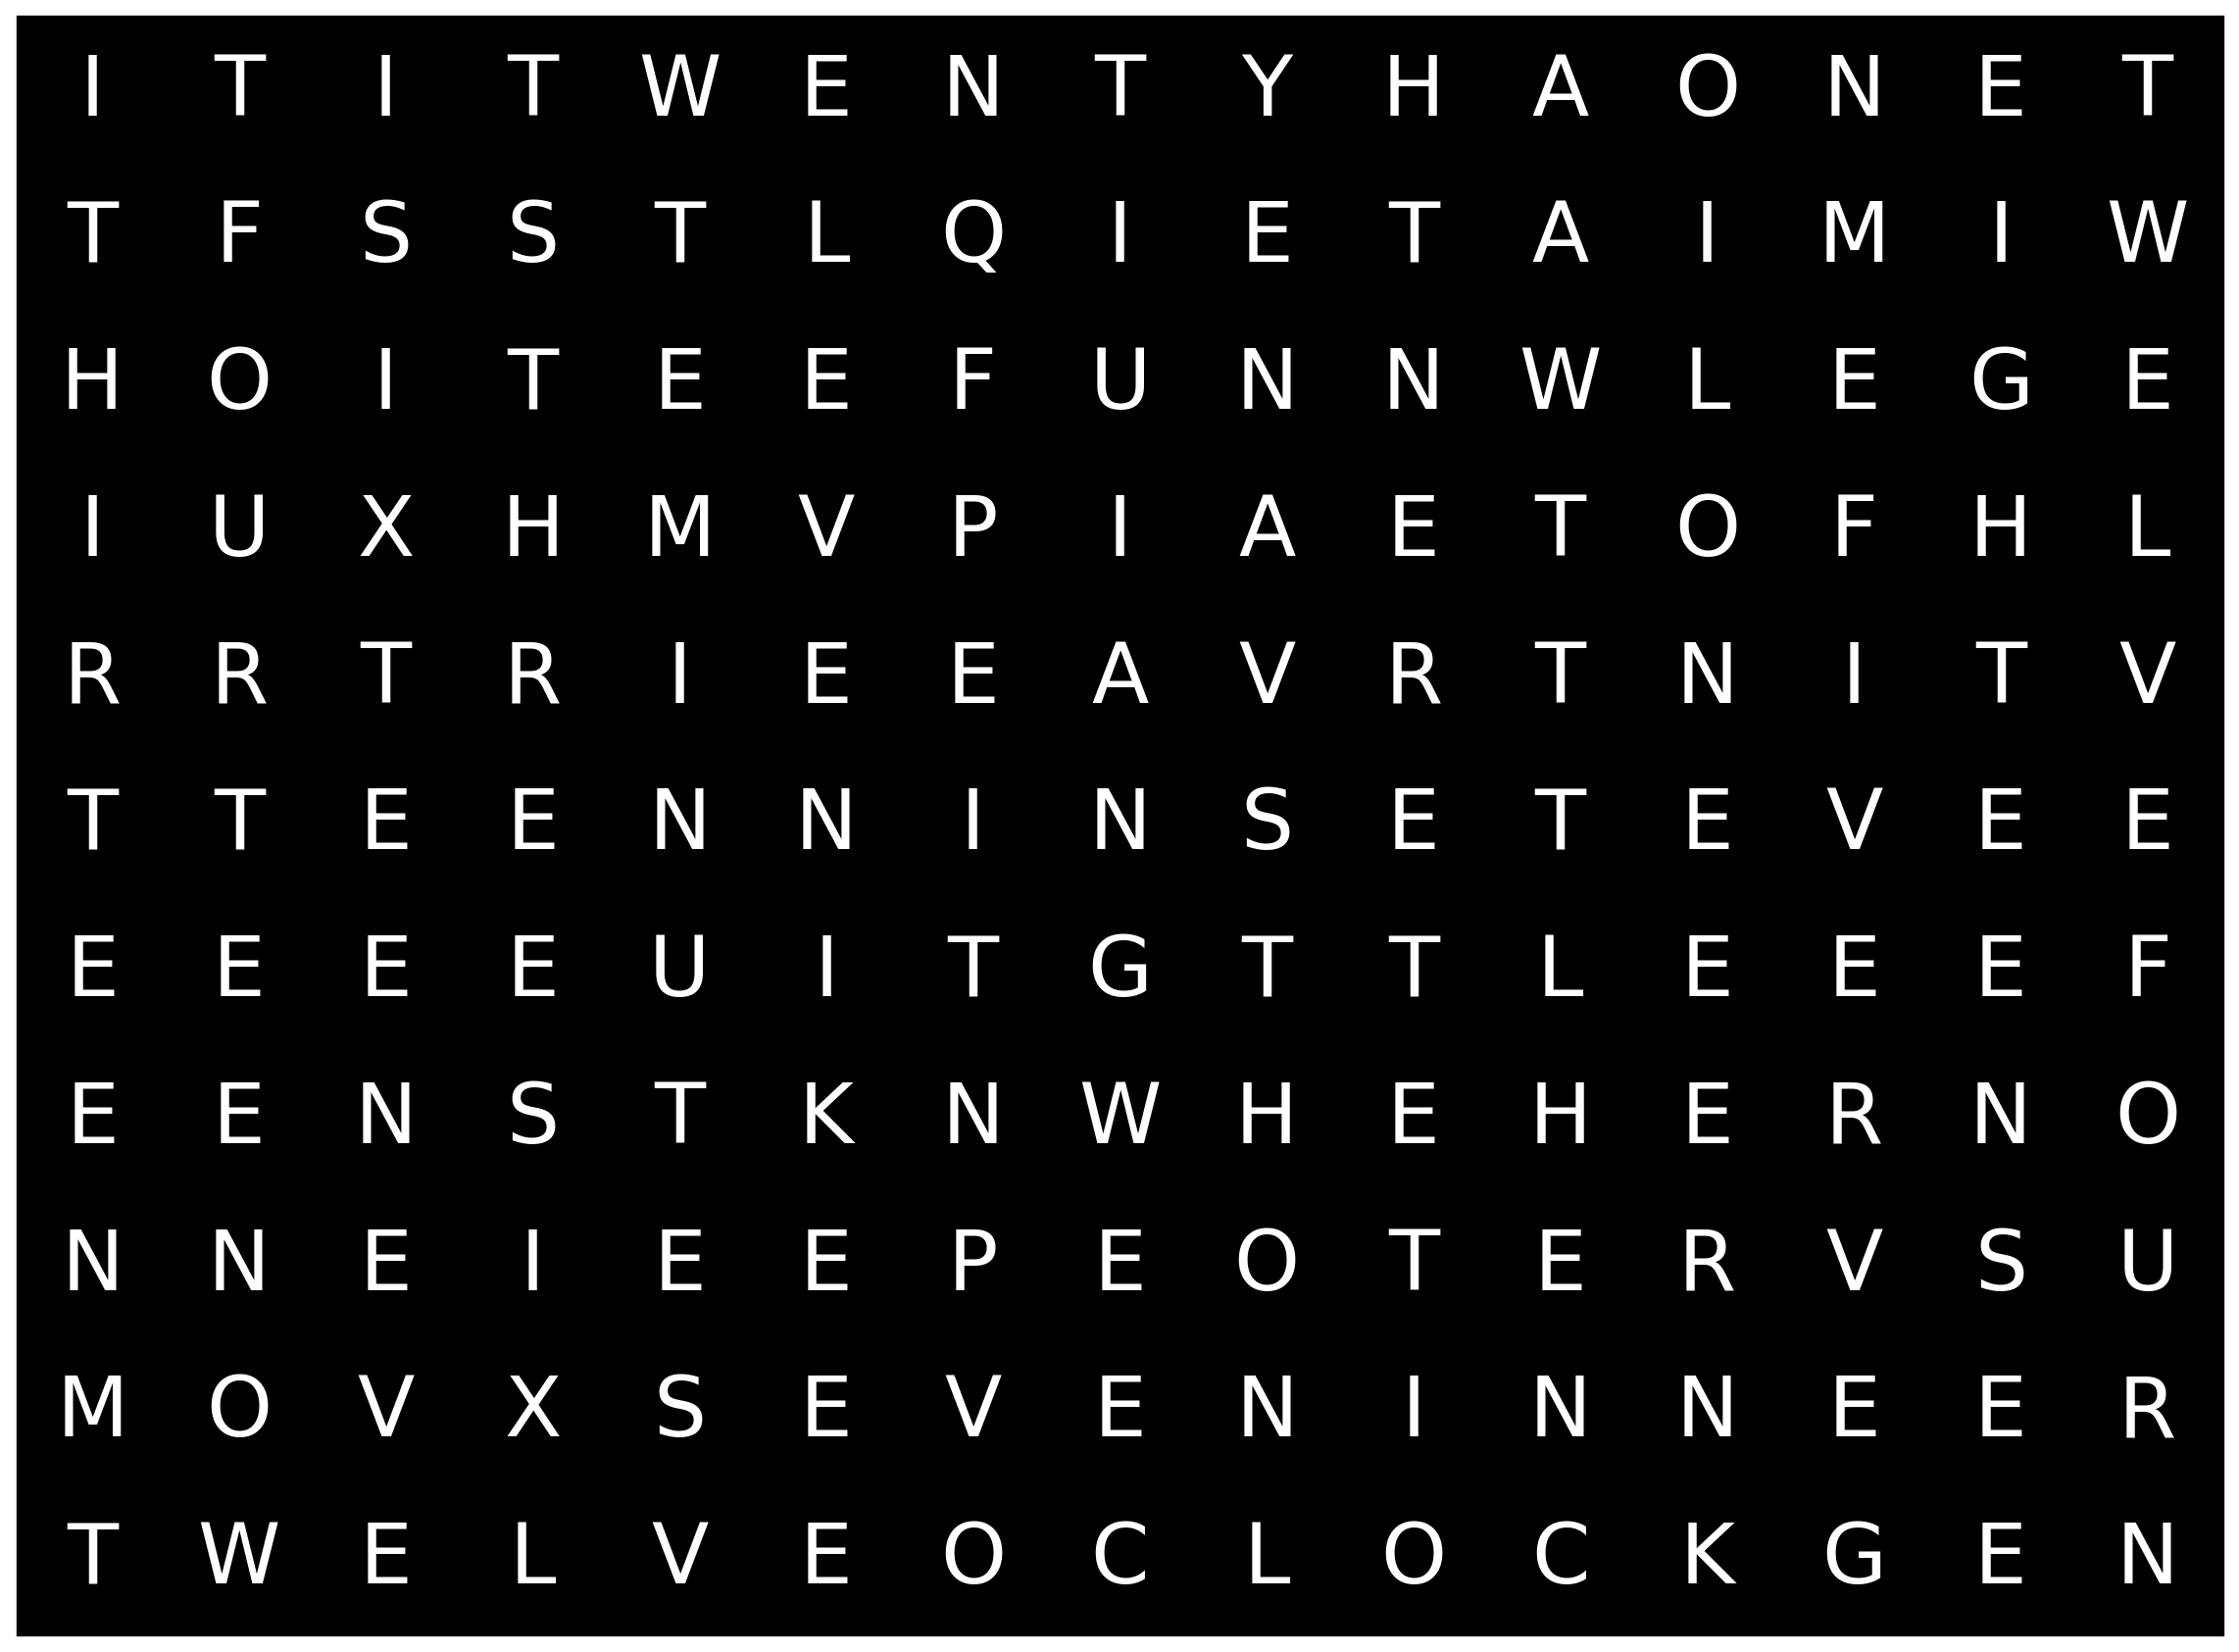 I T I T W E N T Y H A O N E T
T F S S T L Q I E T A I M I W
H O I T E E F U N N W L E G E
I U X H M V P I A E T O F H L
R R T R I E E A V R T N I T V
T T E E N N I N S E T E V E E
E E E E U I T G T T L E E E F
E E N S T K N W H E H E R N O
N N E I E E P E O T E R V S U
M O V X S E V E N I N N E E R
T W E L V E O C L O C K G E N